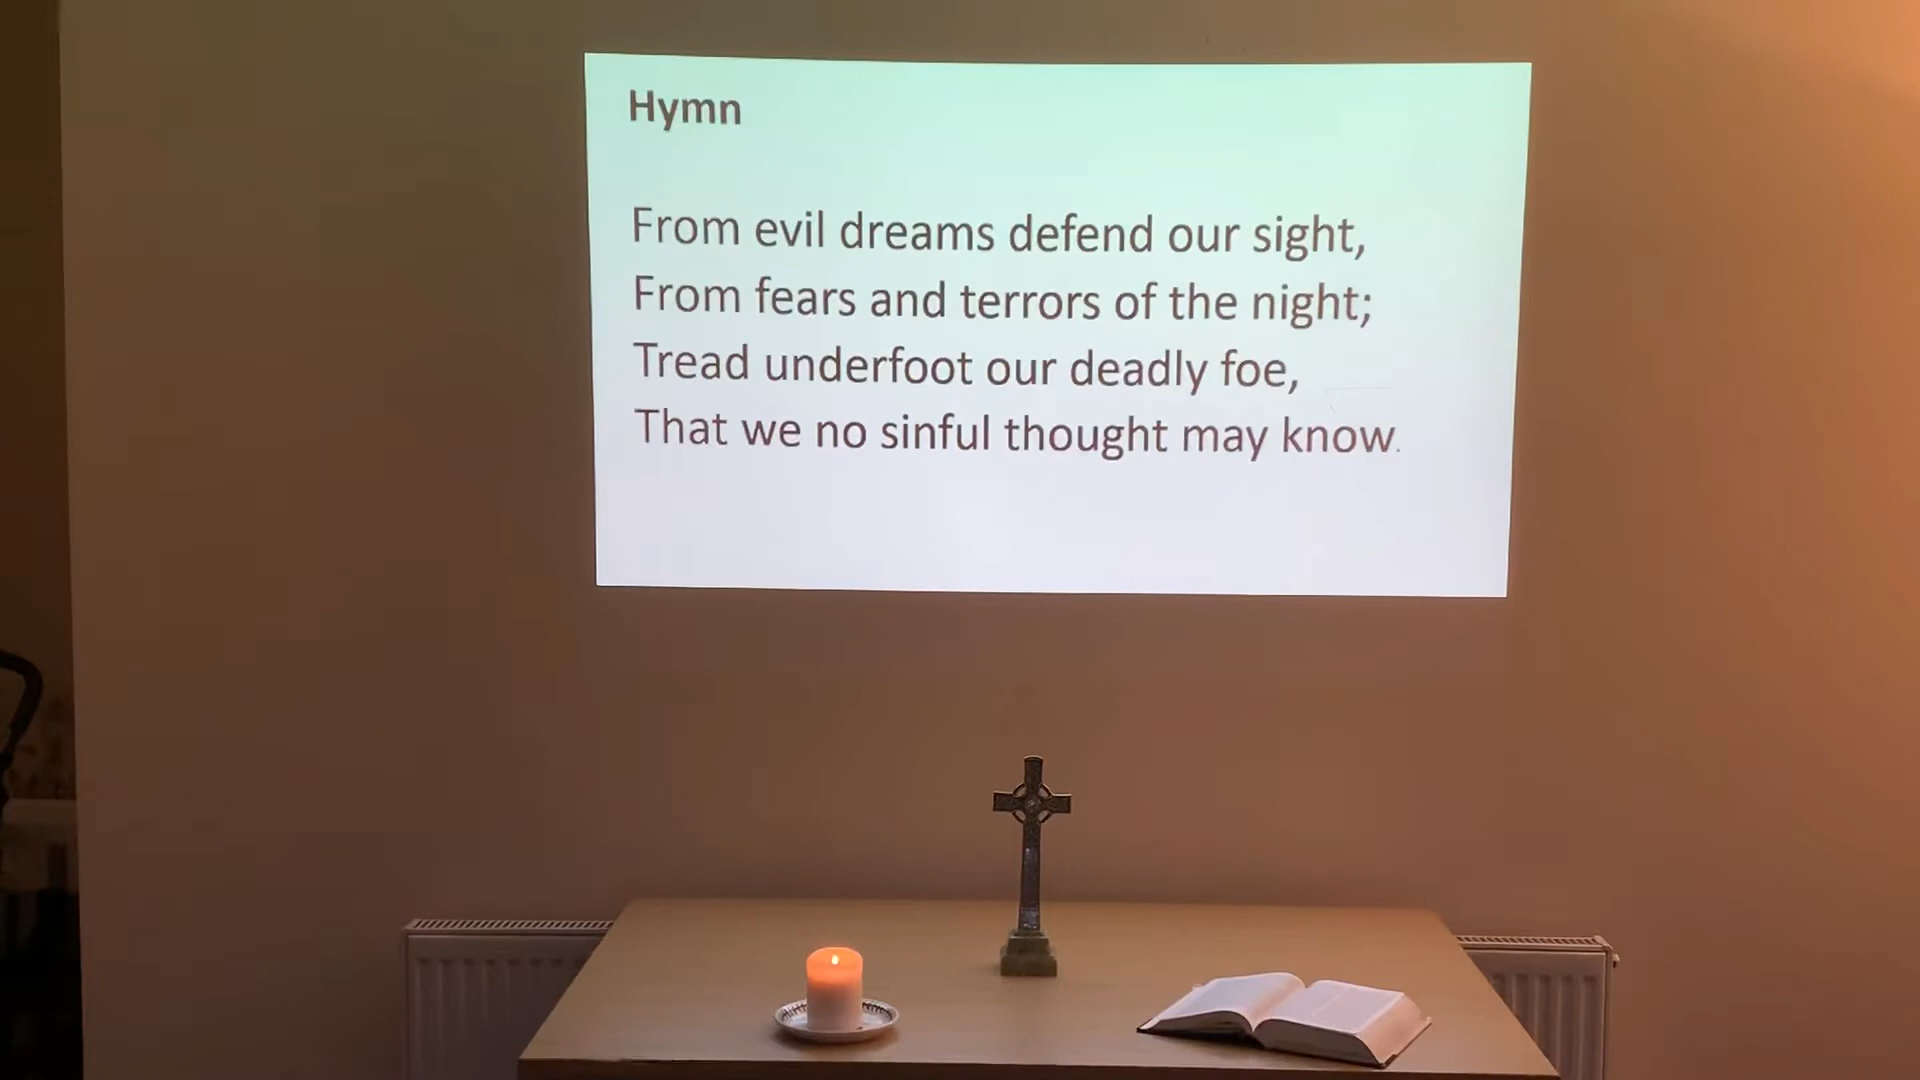 Hymn
From evil dreams defend our sight,
From fears and terrors of the night;
Tread underfoot our deadly foe,
That we no sinful thought may know.